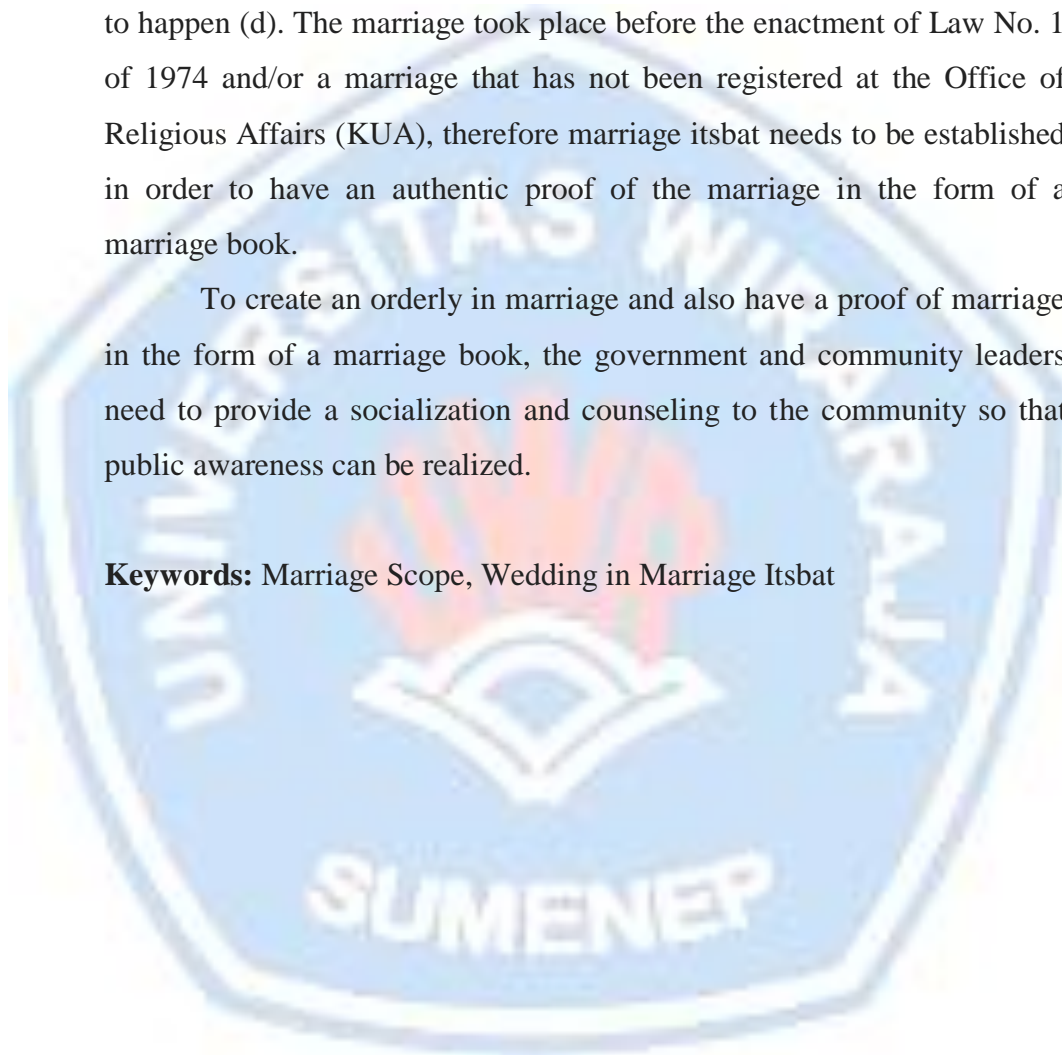 to happen (d). The marriage took place before the enactment of Law No. 1
of 1974 and/or a marriage that has not been registered at the Office of
Religious Affairs (KUA), therefore marriage itsbat needs to be established
in order to have an authentic proof of the marriage in the form of a
marriage book.
To create an orderly in marriage and also have a proof of marriage
in the form of a marriage book, the government and community leaders
need to provide a socialization and counseling to the community so that
public awareness can be realized.
Keywords: Marriage Scope, Wedding in Marriage Itsbat
UNIVERSITAS WIRARAJA
SUMENEP